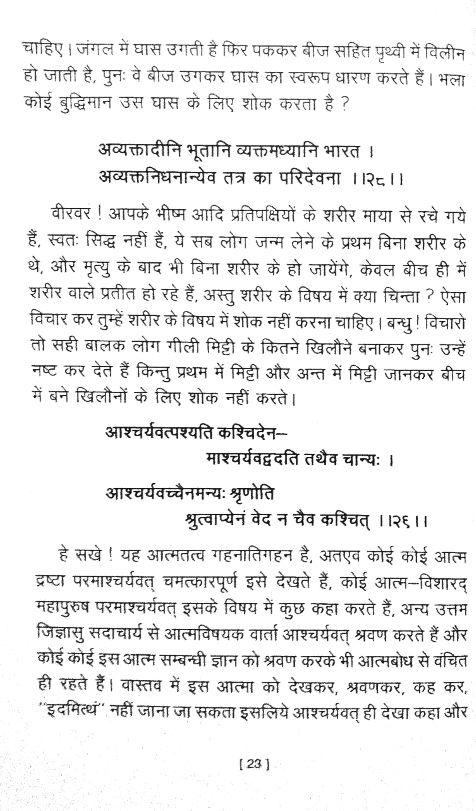 चाहिए। जंगल में घास उगती है फिर पककर बीज सहित पृथ्वी में विलीन
हो जाती है, पुनः वे बीज उगकर घास का स्वरूप धारण करते हैं। भला
कोई बुद्धिमान उस घास के लिए शोक करता है ?
अव्यक्तादीनि भूतानि व्यक्तमध्यानि भारत ।
अव्यक्तनिधनान्येव तत्र का परिदेवना ।।२८।।
वीरवर ! आपके भीष्म आदि प्रतिपक्षियों के शरीर माया से रचे गये
हैं, स्वतः सिद्ध नहीं हैं, ये सब लोग जन्म लेने के प्रथम बिना शरीर के
थे, और मृत्यु के बाद भी बिना शरीर के हो जायेंगे, केवल बीच ही में
शरीर वाले प्रतीत हो रहे हैं, अस्तु शरीर के विषय में क्या चिन्ता ? ऐसा
विचार कर तुम्हें शरीर के विषय में शोक नहीं करना चाहिए। बन्धु ! विचारो
तो सही बालक लोग गीली मिट्टी के कितने खिलौने बनाकर पुनः उन्हें
नष्ट कर देते हैं किन्तु प्रथम में मिट्टी और अन्त में मिट्टी जानकर बीच
में बने खिलौनों के लिए शोक नहीं करते।
आश्चर्यवत्पश्यति कश्चिदेन–
माश्चर्यवद्वदति तथैव चान्यः ।
आश्चर्यवच्चैनमन्यः श्रृणोति
श्रुत्वाप्येनं वेद न चैव कश्चित् ।।२६।।
हे सखे ! यह आत्मतत्व गहनातिगहन है, अतएव कोई कोई आत्म
द्रष्टा परमाश्चर्यवत् चमत्कारपूर्ण इसे देखते हैं, कोई आत्म–विशारद्
महापुरुष परमाश्चर्यवत् इसके विषय में कुछ कहा करते हैं, अन्य उत्तम
जिज्ञासु सदाचार्य से आत्मविषयक वार्ता आश्चर्यवत् श्रवण करते हैं और
कोई कोई इस आत्म सम्बन्धी ज्ञान को श्रवण करके भी आत्मबोध से वंचित
ही रहते हैं। वास्तव में इस आत्मा को देखकर, श्रवणकर, कह कर,
"इदमित्थं" नहीं जाना जा सकता इसलिये आश्चर्यवत् ही देखा कहा और
[ 23 ]